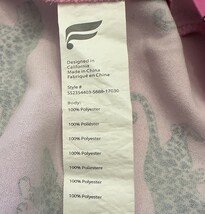 Designed in
California
Made in China
Fabriqué en China
Style #
Body:
100% Polyester
100% Polyester
100% Polyester
100% Polyester
100% Polyester
100% Polyester
100% Polyester